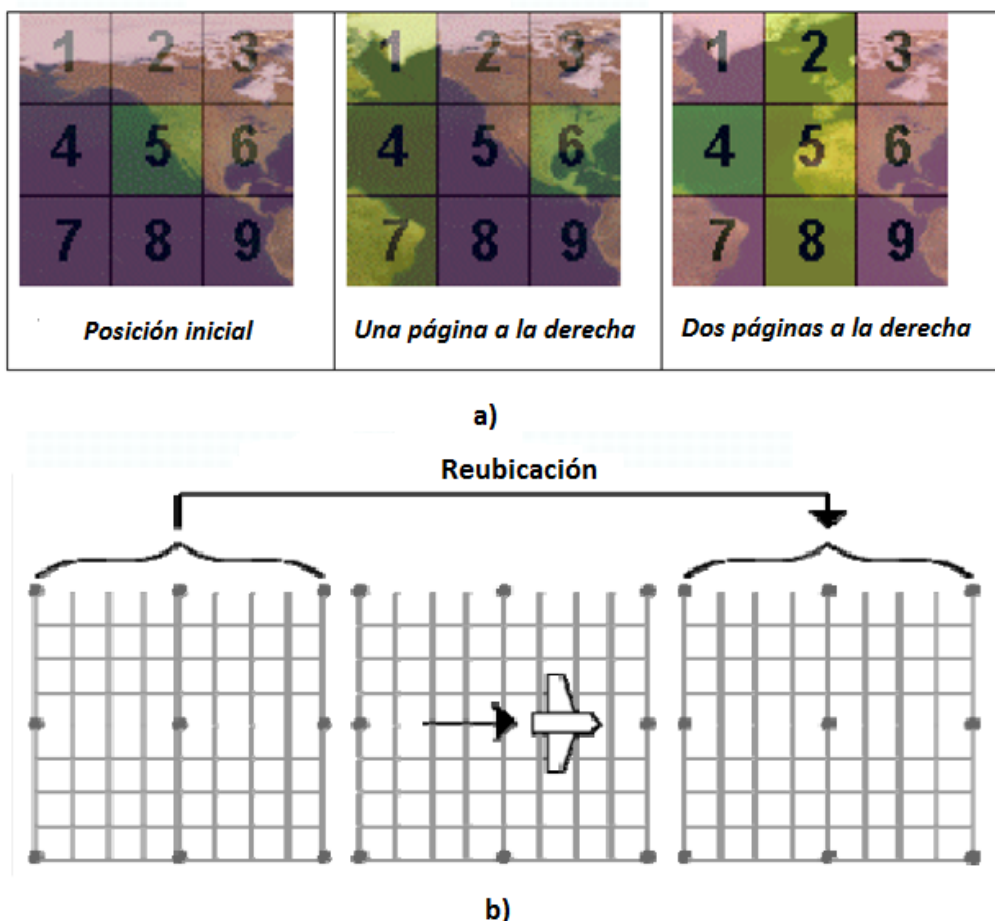 1 2 3 1 2 3 1 2 3
4 5 6 4 5 6 4 5 6
7 8 9 7 8 9 7 8 9
Posición inicial Una página a la derecha Dos páginas a la derecha
a)
Reubicación
b)